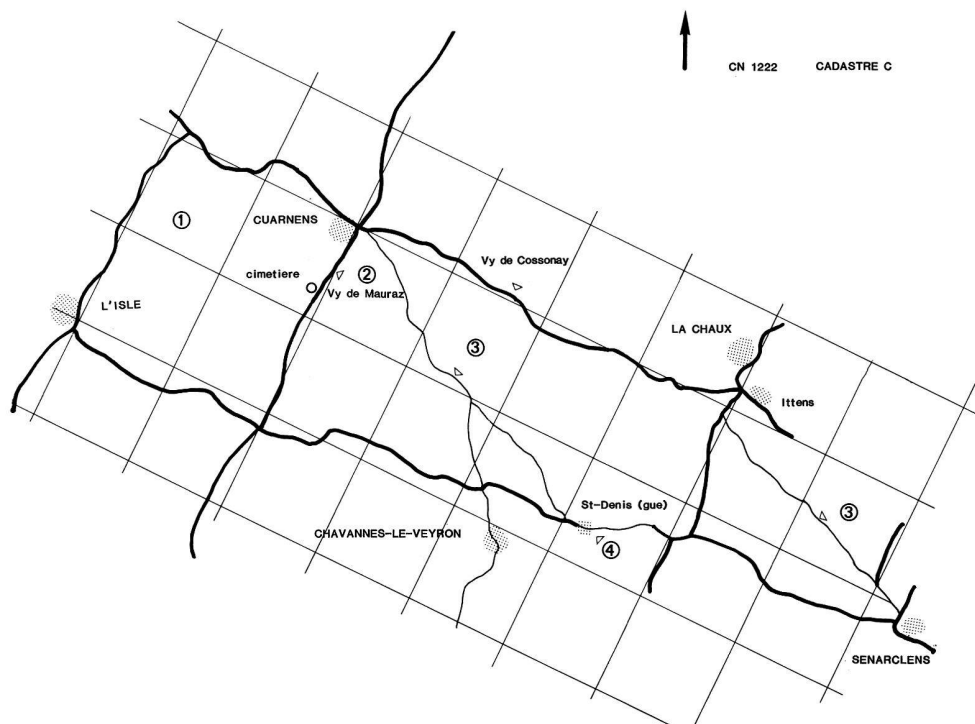 CN 1222 CADASTRE C
①
CUARNENS
Vy de Cossonay
cimetiere
②
Vy de Mauraz
L'ISLE
LA CHAUX
③
Ittens
St-Denis (gue)
③
CHAVANNES-LE-VEYRON
④
SENARCLENS